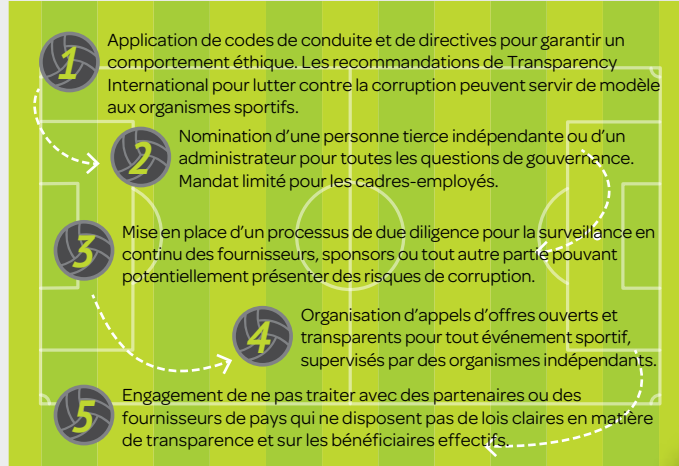 1
Application de codes de conduite et de directives pour garantir un
comportement éthique. Les recommandations de Transparency
International pour lutter contre la corruption peuvent servir de modèle
aux organismes sportifs.
2
Nomination d'une personne tierce indépendante ou d'un
administrateur pour toutes les questions de gouvernance.
Mandat limité pour les cadres-employés.
3
Mise en place d'un processus de due diligence pour la surveillance en
continu des fournisseurs, sponsors ou tout autre partie pouvant
potentiellement présenter des risques de corruption.
4
Organisation d'appels d'offres ouverts et
transparents pour tout événement sportif,
supervisés par des organismes indépendants.
5
Engagement de ne pas traiter avec des partenaires ou des
fournisseurs de pays qui ne disposent pas de lois claires en matière
de transparence et sur les bénéficiaires effectifs.